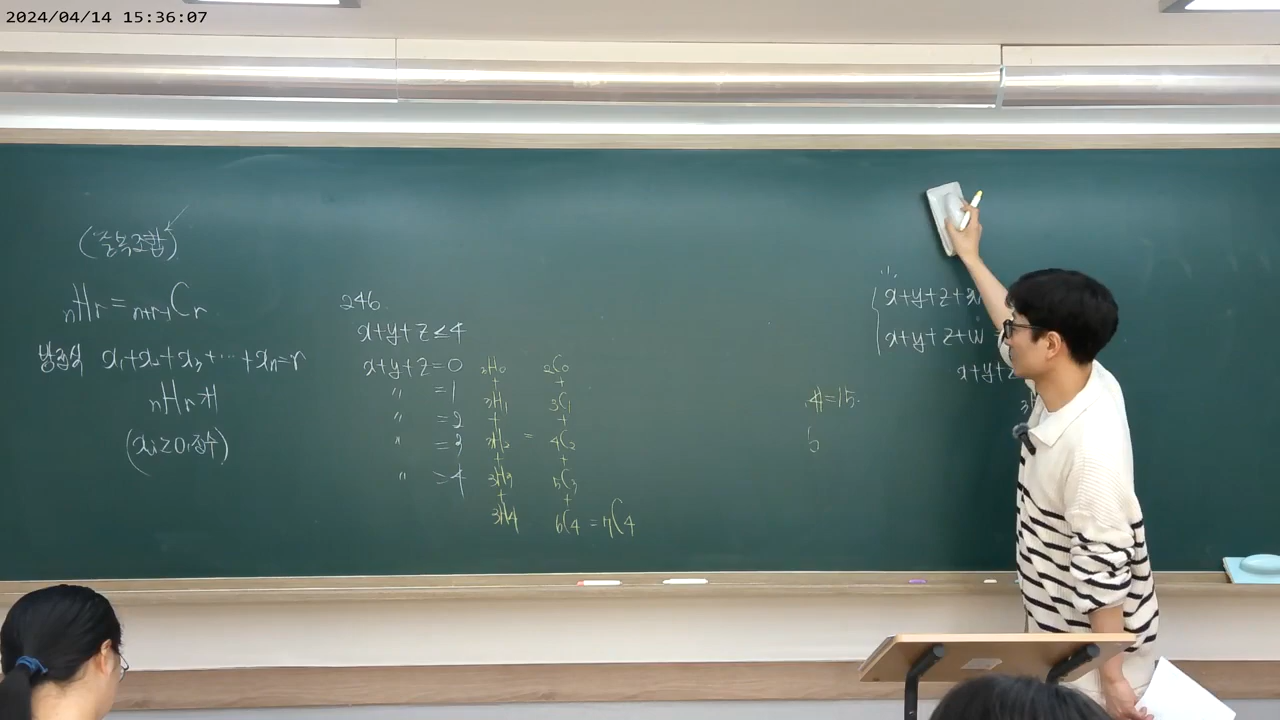 2024/04/14 15:36:07
(중복조합)
nHr = n+r-1Cr
방정식 x₁+x₂+x₃+⋯+xn=r
nHr개
(xᵢ≥0, 정수)
246.
x+y+z≤4
x+y+z=0 3H0 2C0
+ +
〃 =1 3H1 3C1
+ +
〃 =2 3H2 = 4C2
+ +
〃 =3 3H3 5C3
+ +
〃 =4 3H4 6C4 = 7C4
=15.
x+y+z+
x+y+z+w
x+y+z